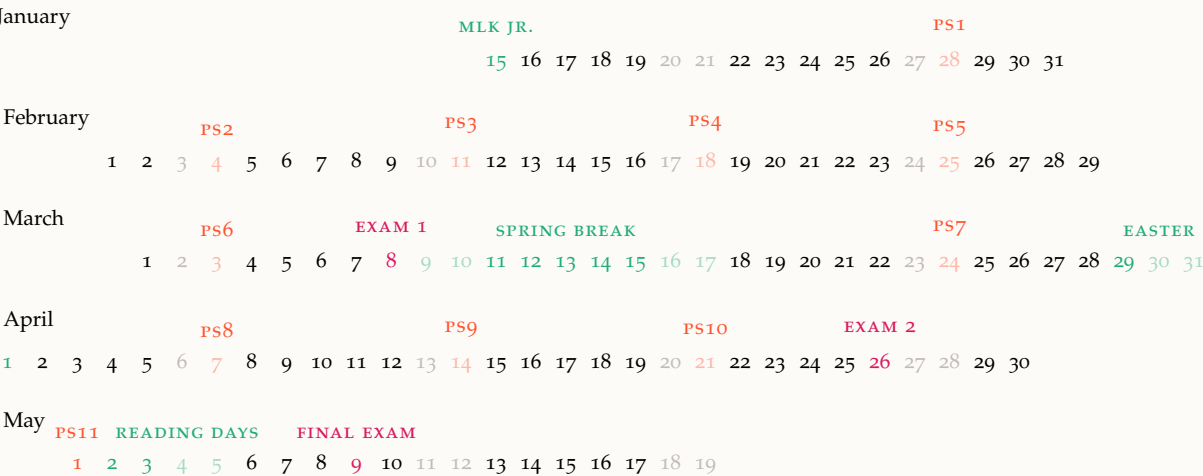 January
MLK JR. PS1
15 16 17 18 19 20 21 22 23 24 25 26 27 28 29 30 31
February
PS2 PS3 PS4 PS5
1 2 3 4 5 6 7 8 9 10 11 12 13 14 15 16 17 18 19 20 21 22 23 24 25 26 27 28 29
March
PS6 EXAM 1 SPRING BREAK PS7 EASTER
1 2 3 4 5 6 7 8 9 10 11 12 13 14 15 16 17 18 19 20 21 22 23 24 25 26 27 28 29 30 31
April
PS8 PS9 PS10 EXAM 2
1 2 3 4 5 6 7 8 9 10 11 12 13 14 15 16 17 18 19 20 21 22 23 24 25 26 27 28 29 30
May
PS11 READING DAYS FINAL EXAM
1 2 3 4 5 6 7 8 9 10 11 12 13 14 15 16 17 18 19